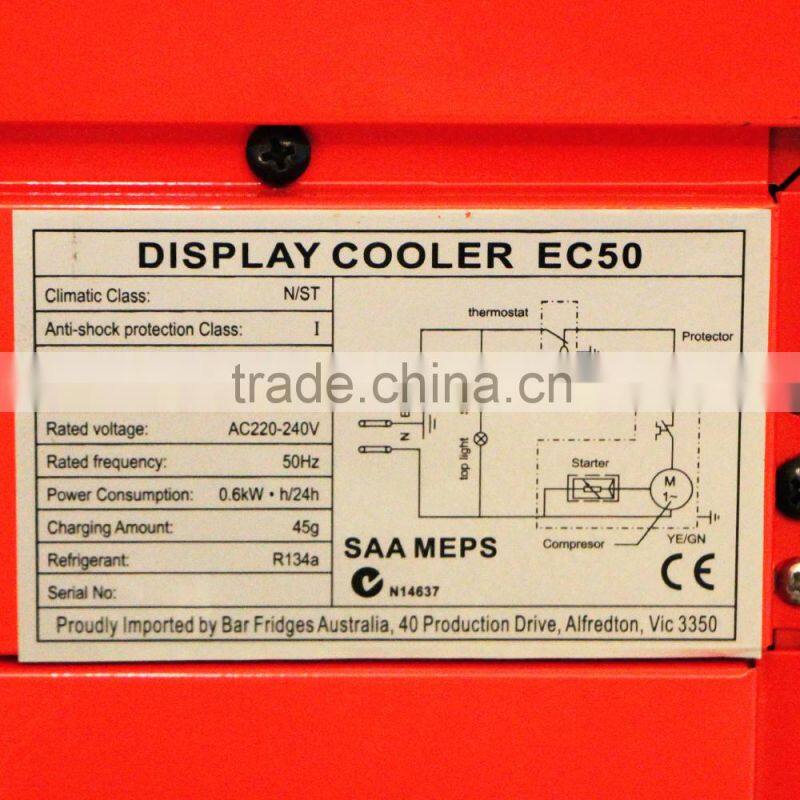 DISPLAY COOLER EC50
Climatic Class: N/ST
Anti-shock protection Class: I
Rated voltage: AC220-240V
Rated frequency: 50Hz
Power Consumption: 0.6kW • h/24h
Charging Amount: 45g
Refrigerant: R134a
Serial No:
thermostat
Protector
trade.china.cn
E
N
top light
Starter
M
1~
Compresor
YE/GN
SAA MEPS
N14637
CE
Proudly Imported by Bar Fridges Australia, 40 Production Drive, Alfredton, Vic 3350